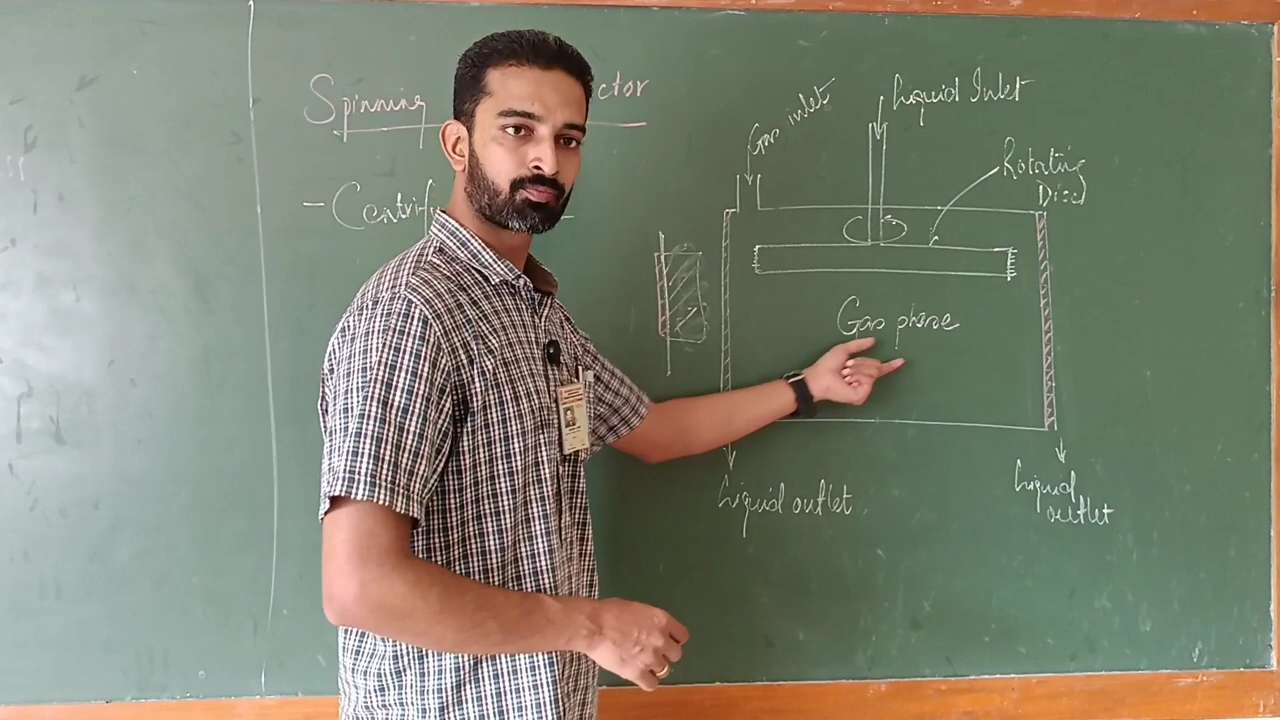 Spinning
ctor
- Centrif
Gas inlet
Liquid Inlet
Rotating
Disc
Gas phase
Liquid outlet
Liquid
outlet